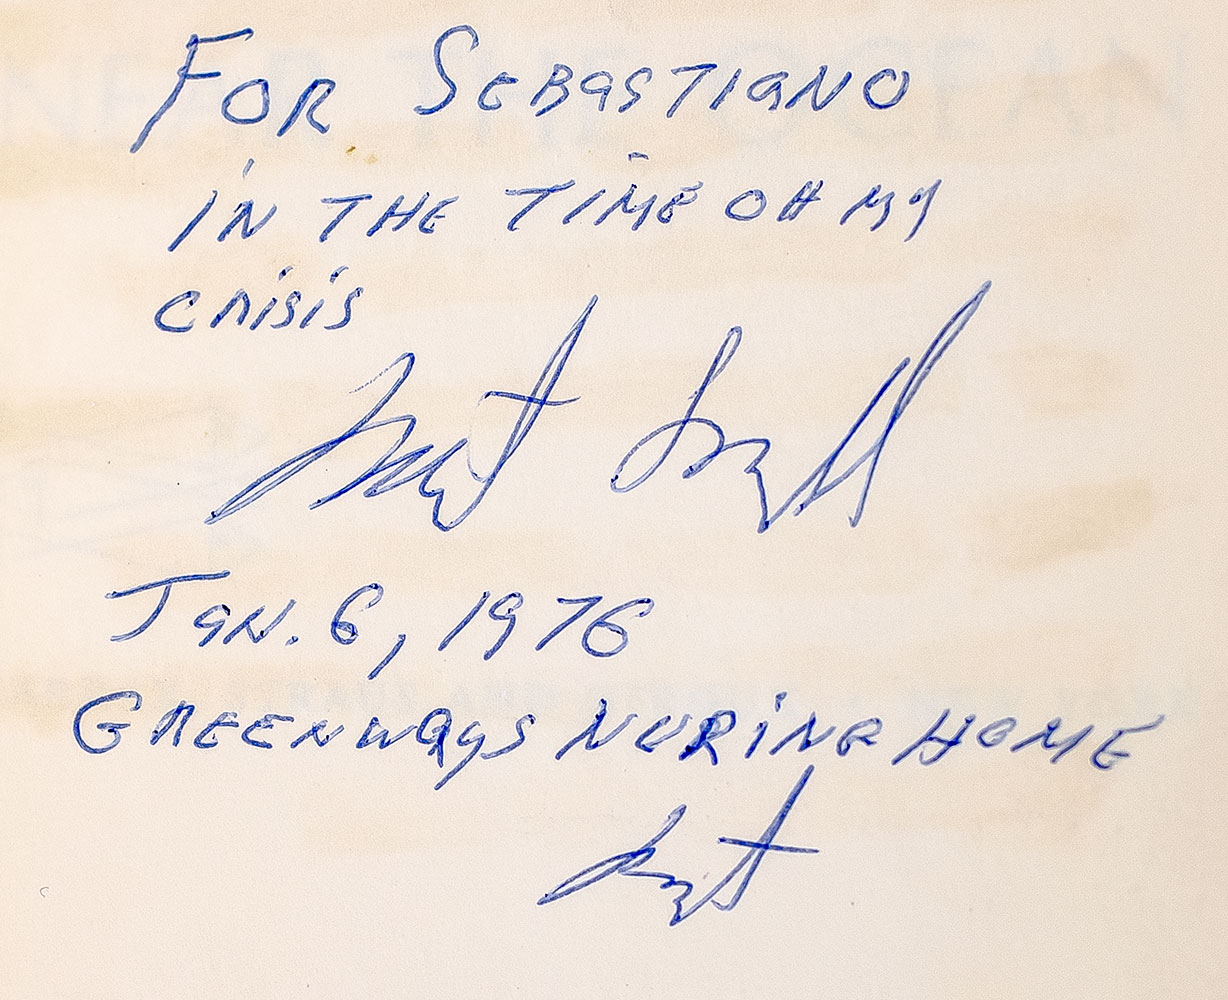 FOR SEBASTIANO
IN THE TIME OH MY
CRISIS
JAN. 6, 1976
GREENWAYS NURING HOME